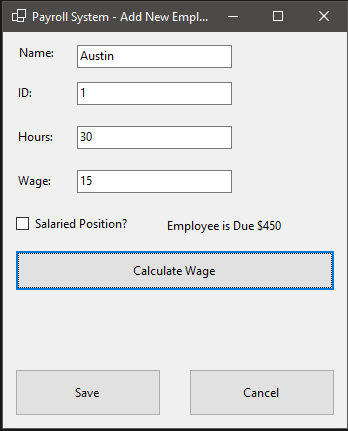 Payroll System - Add New Empl...
Name: Austin
ID: 1
Hours: 30
Wage: 15
Salaried Position? Employee is Due $450
Calculate Wage
Save Cancel